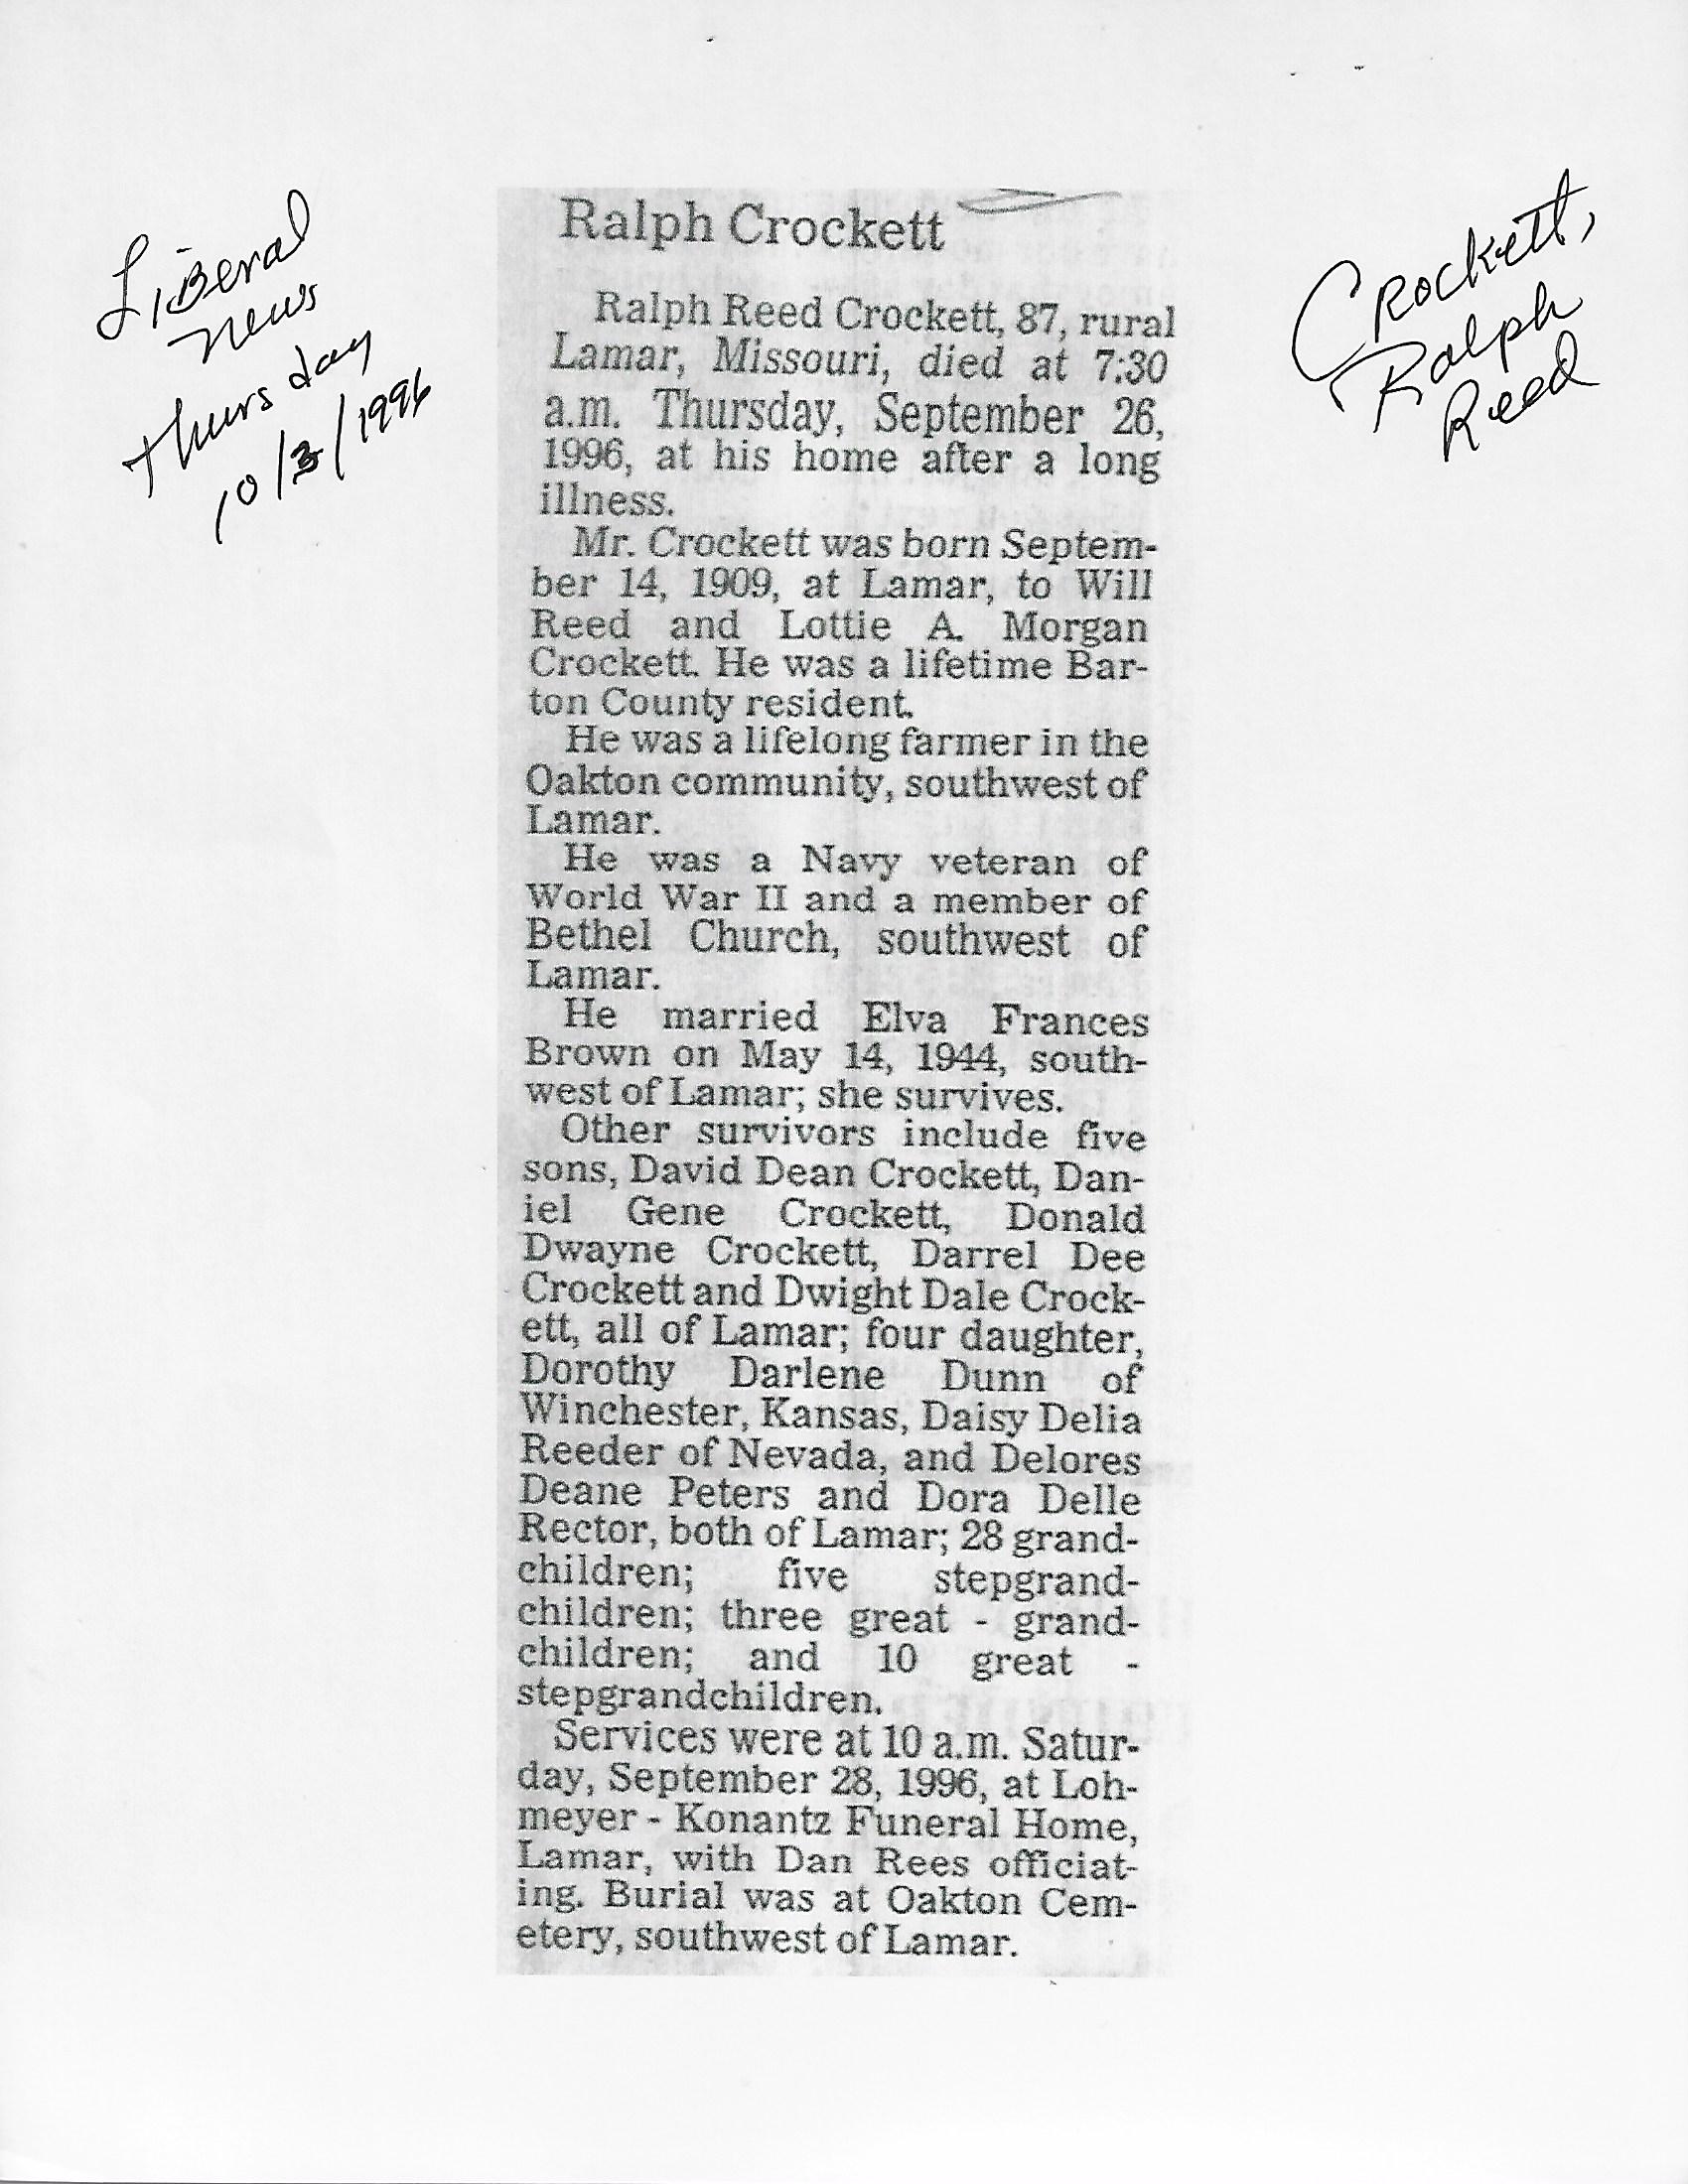 Liberal
News
Thursday
10/3/1996
Crockett,
Ralph
Reed
Ralph Crockett
Ralph Reed Crockett, 87, rural
Lamar, Missouri, died at 7:30
a.m. Thursday, September 26,
1996, at his home after a long
illness.
Mr. Crockett was born Septem-
ber 14, 1909, at Lamar, to Will
Reed and Lottie A. Morgan
Crockett. He was a lifetime Bar-
ton County resident.
He was a lifelong farmer in the
Oakton community, southwest of
Lamar.
He was a Navy veteran of
World War II and a member of
Bethel Church, southwest of
Lamar.
He married Elva Frances
Brown on May 14, 1944, south-
west of Lamar; she survives.
Other survivors include five
sons, David Dean Crockett, Dan-
iel Gene Crockett, Donald
Dwayne Crockett, Darrel Dee
Crockett and Dwight Dale Crock-
ett, all of Lamar; four daughter,
Dorothy Darlene Dunn of
Winchester, Kansas, Daisy Delia
Reeder of Nevada, and Delores
Deane Peters and Dora Delle
Rector, both of Lamar; 28 grand-
children; five stepgrand-
children; three great - grand-
children; and 10 great -
stepgrandchildren.
Services were at 10 a.m. Satur-
day, September 28, 1996, at Loh-
meyer - Konantz Funeral Home,
Lamar, with Dan Rees officiat-
ing. Burial was at Oakton Cem-
etery, southwest of Lamar.